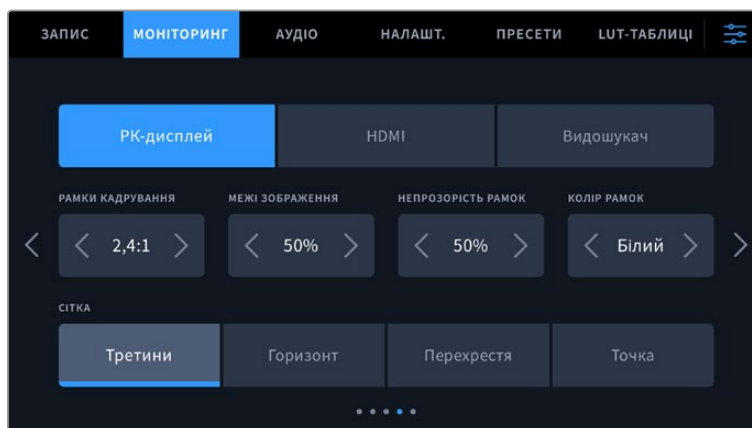 ЗАПИС МОНІТОРИНГ АУДІО НАЛАШТ. ПРЕСЕТИ LUT-ТАБЛИЦІ
РК-дисплей HDMI Видошукач
РАМКИ КАДРУВАННЯ МЕЖІ ЗОБРАЖЕННЯ НЕПРОЗОРІСТЬ РАМОК КОЛІР РАМОК
2,4:1 50% 50% Білий
СІТКА
Третини Горизонт Перехрестя Точка